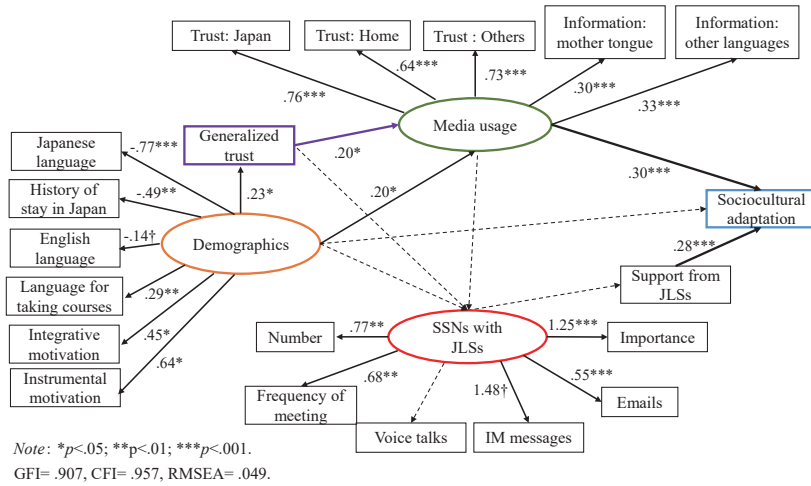 Trust: Japan
Trust: Home
Trust : Others
Information:
mother tongue
Information:
other languages
.76***
.64***
.73***
.30***
.33***
Media usage
Japanese
language
Generalized
trust
-.77***
.20*
History of
stay in Japan
-.49**
.23*
.20*
.30***
English
language
-.14†
Demographics
Sociocultural
adaptation
Language for
taking courses
.29**
.28***
Support from
JLSs
Integrative
motivation
.45*
Instrumental
motivation
.64*
Number
.77**
SSNs with
JLSs
1.25***
Importance
Frequency of
meeting
.68**
1.48†
.55***
Emails
Voice talks
IM messages
Note: *p<.05; **p<.01; ***p<.001.
GFI= .907, CFI= .957, RMSEA= .049.